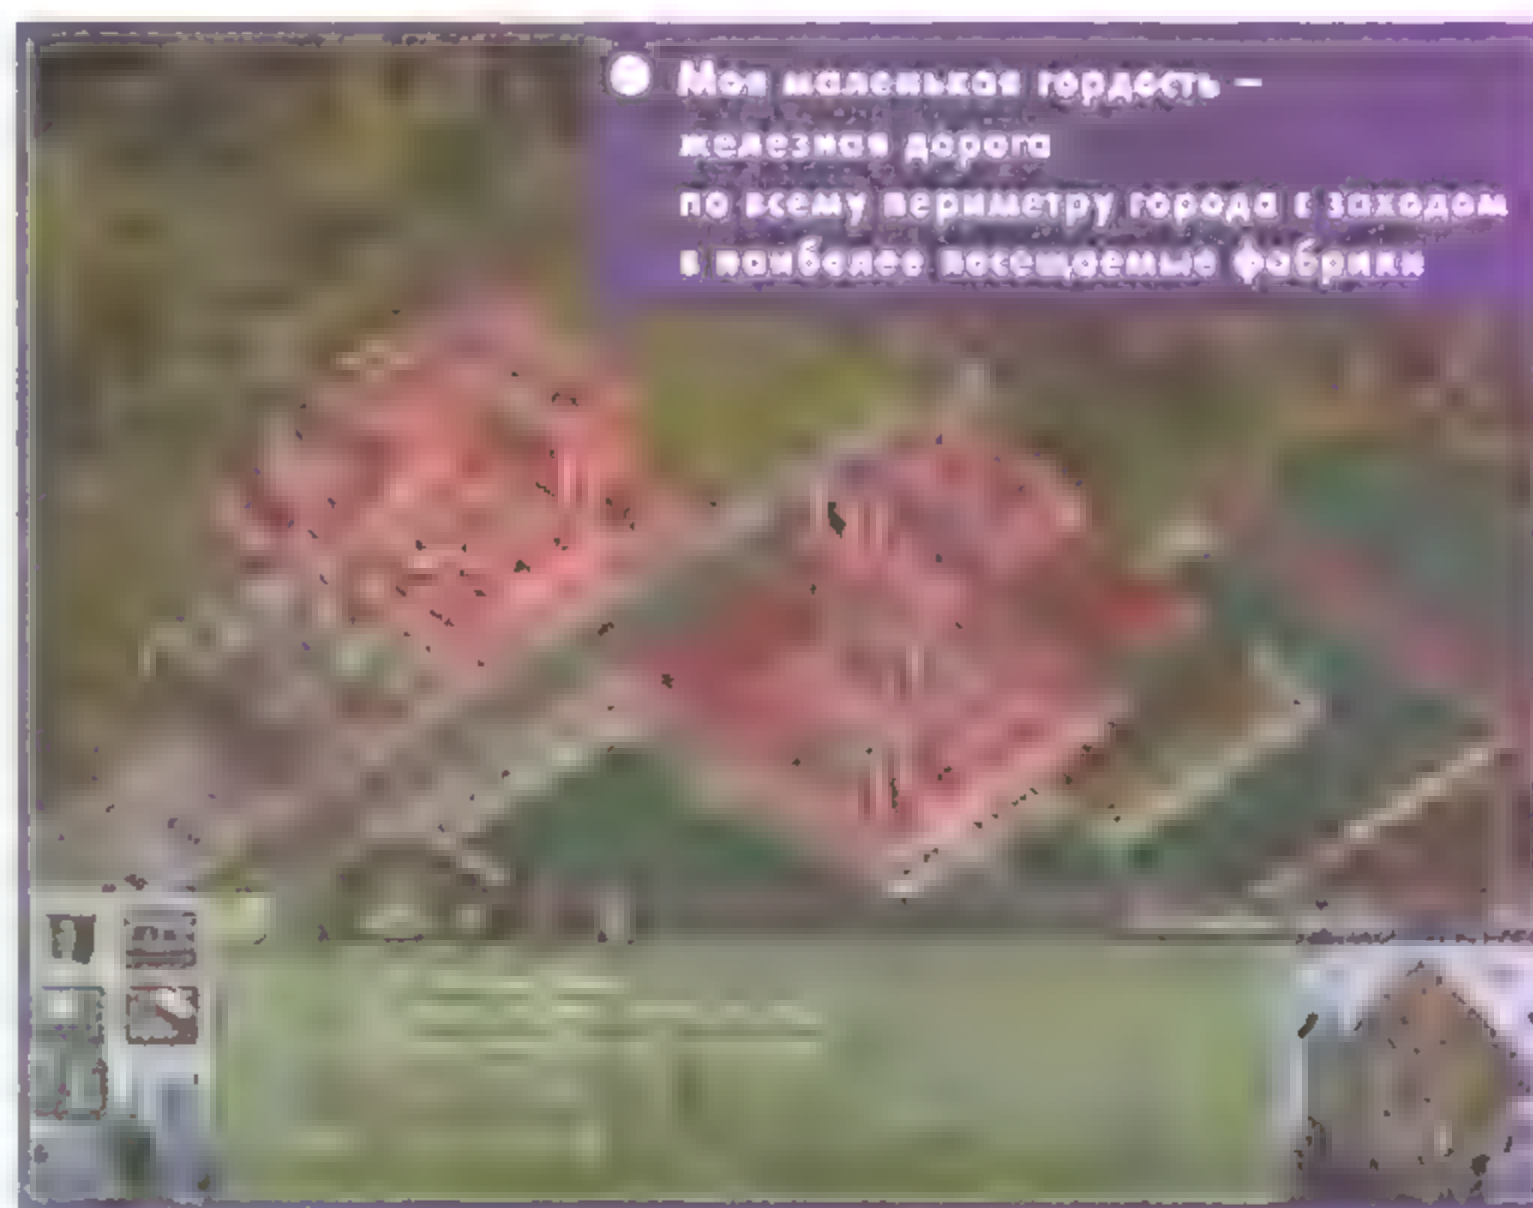 Моя маленькая гордость –
железная дорога
по всему периметру города с заходом
в наиболее посещаемые фабрики